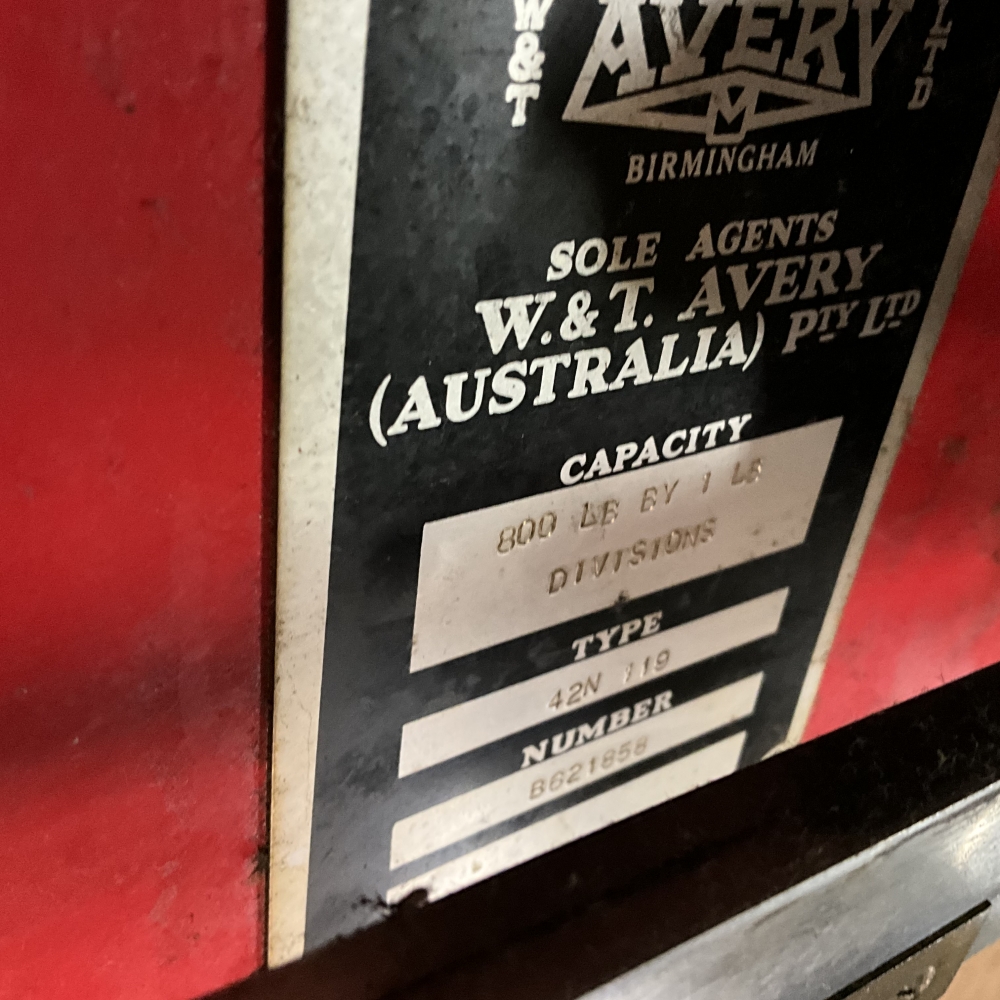 W&T AVERY LTD
BIRMINGHAM
SOLE AGENTS
W. & T. AVERY
(AUSTRALIA) PTY LTD
CAPACITY
800 LB BY 1 LB
DIVISIONS
TYPE
42N 119
NUMBER
B621858